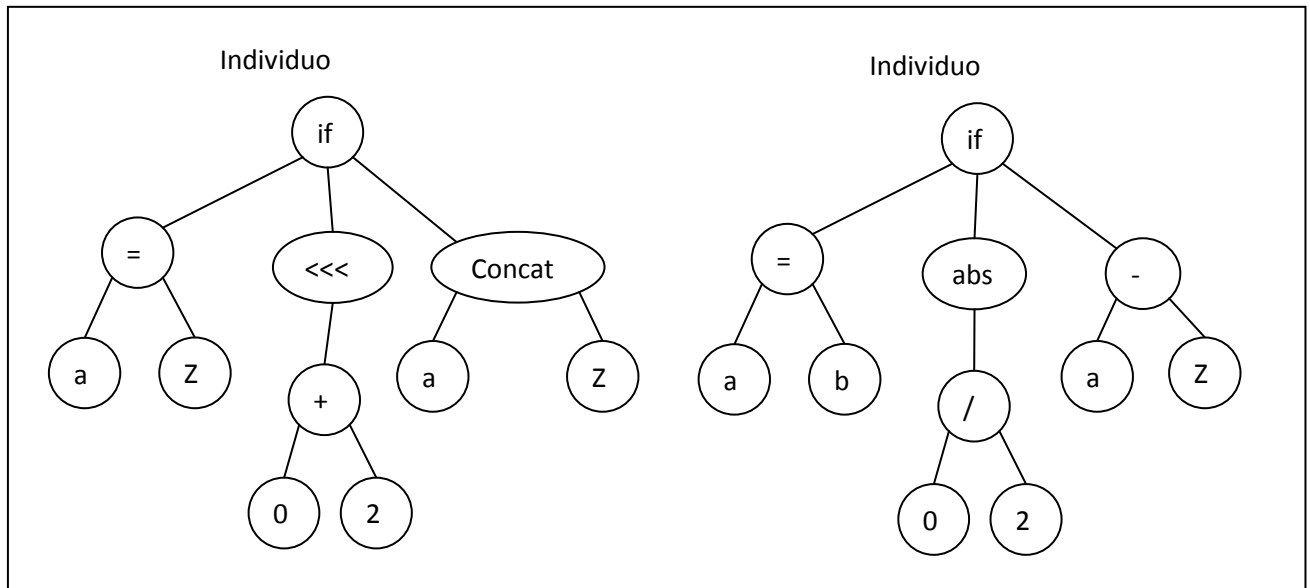 Individuo
if
=
<<<
Concat
a
Z
+
a
Z
0
2
Individuo
if
=
abs
-
a
b
/
a
Z
0
2